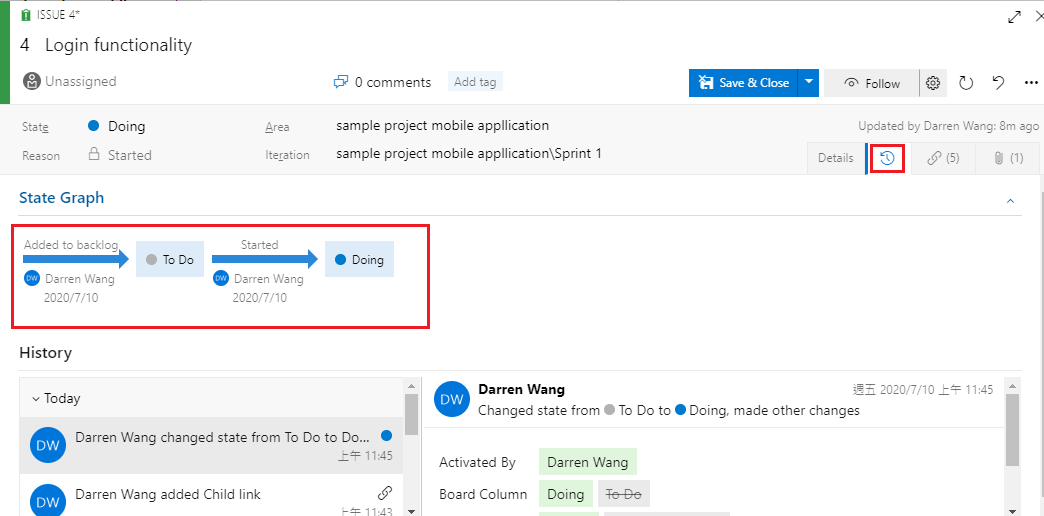 ISSUE 4*
4 Login functionality
Unassigned
0 comments
Add tag
Save & Close
Follow
State
Doing
Area
sample project mobile appllication
Updated by Darren Wang: 8m ago
Reason
Started
Iteration
sample project mobile appllication\Sprint 1
Details
(5)
(1)
State Graph
Added to backlog
To Do
Started
Doing
DW Darren Wang
2020/7/10
DW Darren Wang
2020/7/10
History
Today
DW
Darren Wang changed state from To Do to Do...
上午 11:45
DW
Darren Wang added Child link
上午 11:43
DW
Darren Wang
週五 2020/7/10 上午 11:45
Changed state from To Do to Doing, made other changes
Activated By Darren Wang
Board Column Doing To Do